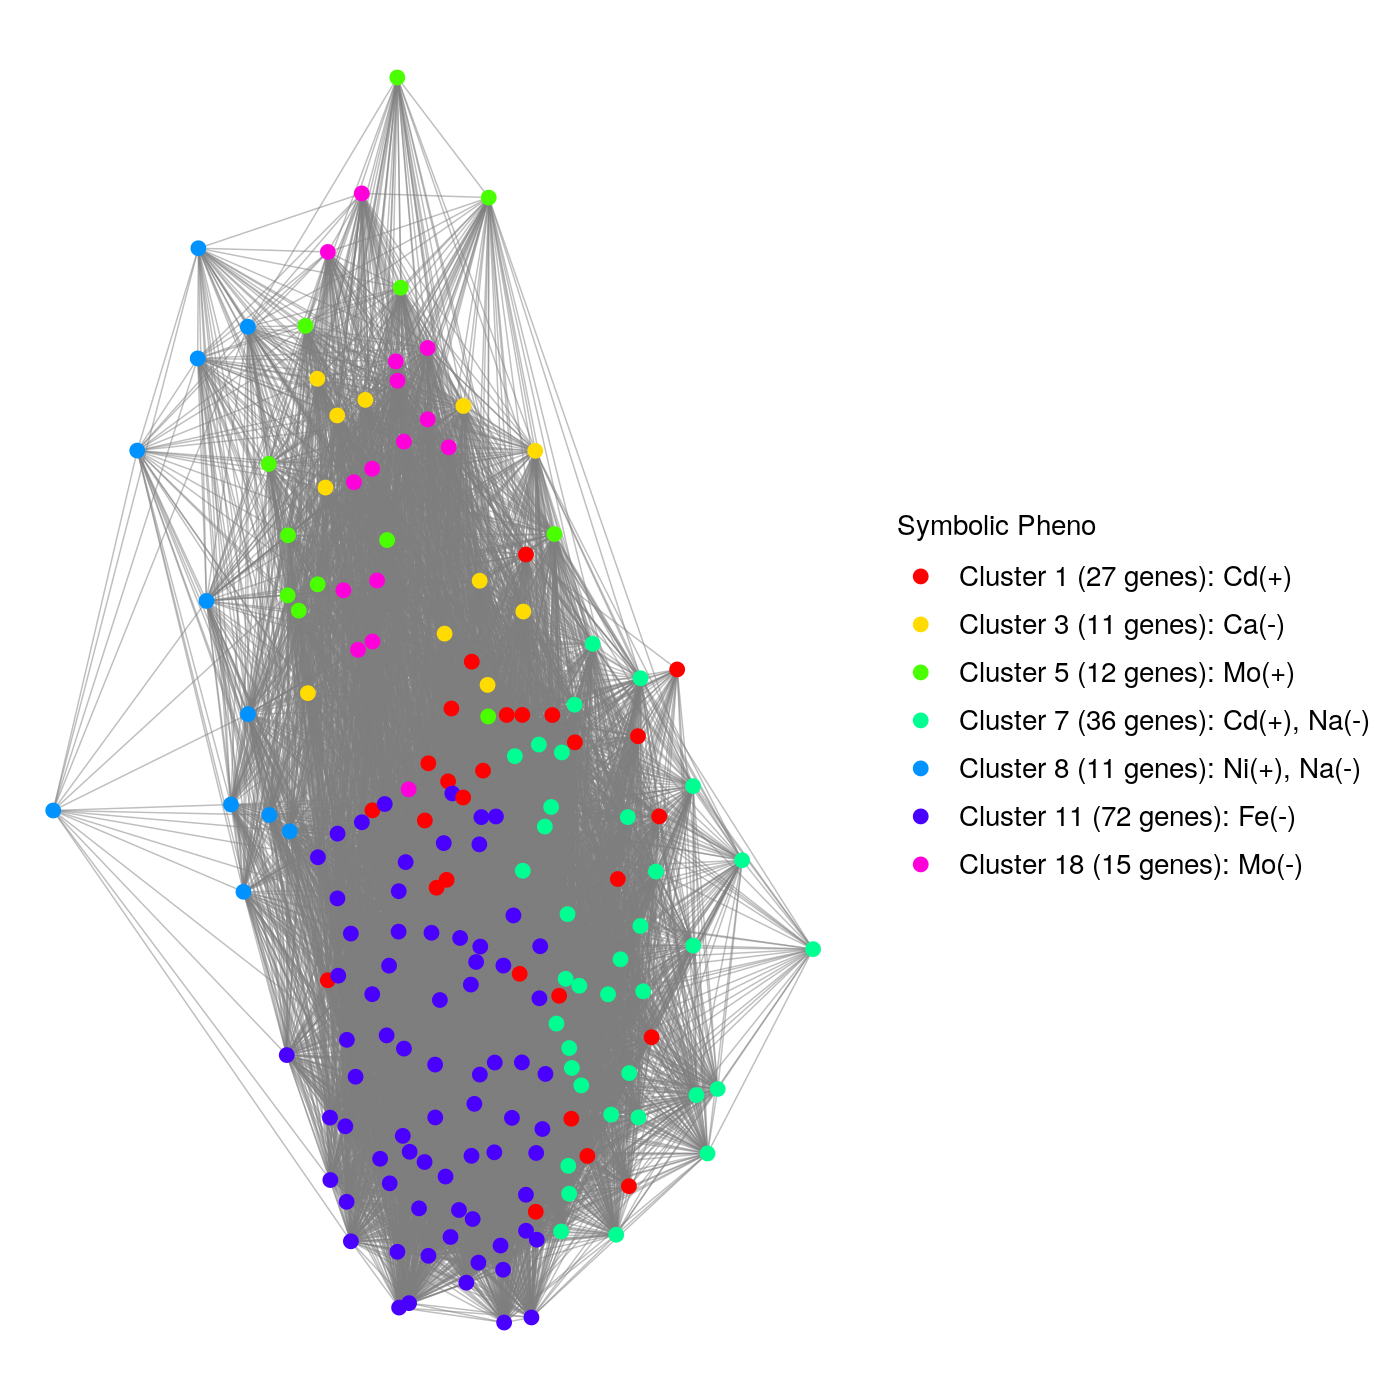 Symbolic Pheno
Cluster 1 (27 genes): Cd(+)
Cluster 3 (11 genes): Ca(-)
Cluster 5 (12 genes): Mo(+)
Cluster 7 (36 genes): Cd(+), Na(-)
Cluster 8 (11 genes): Ni(+), Na(-)
Cluster 11 (72 genes): Fe(-)
Cluster 18 (15 genes): Mo(-)